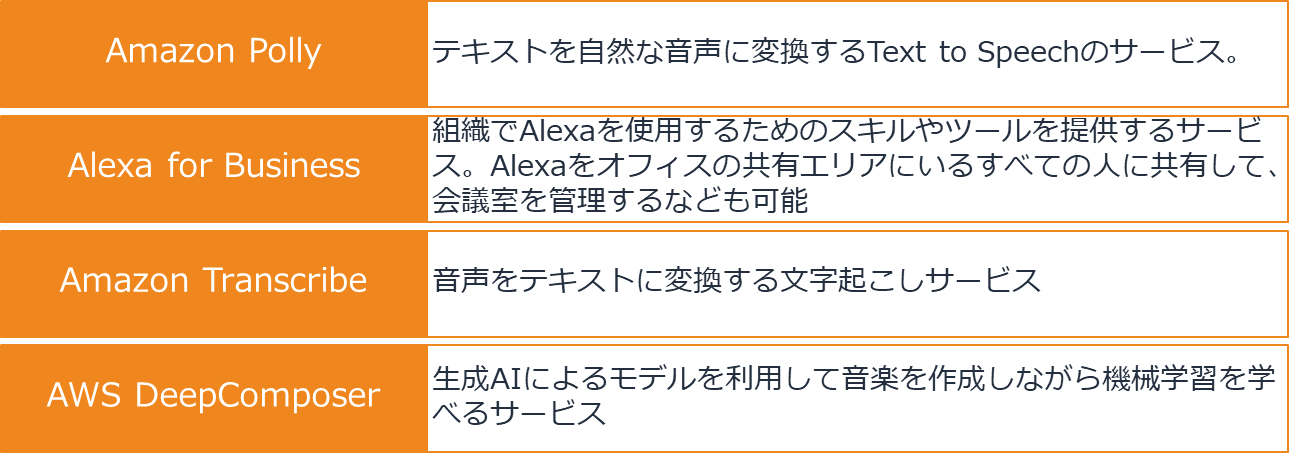 Amazon Polly
テキストを自然な音声に変換するText to Speechのサービス。
Alexa for Business
組織でAlexaを使用するためのスキルやツールを提供するサービ
ス。Alexaをオフィスの共有エリアにいるすべての人に共有して、
会議室を管理するなども可能
Amazon Transcribe
音声をテキストに変換する文字起こしサービス
AWS DeepComposer
生成AIによるモデルを利用して音楽を作成しながら機械学習を学
べるサービス